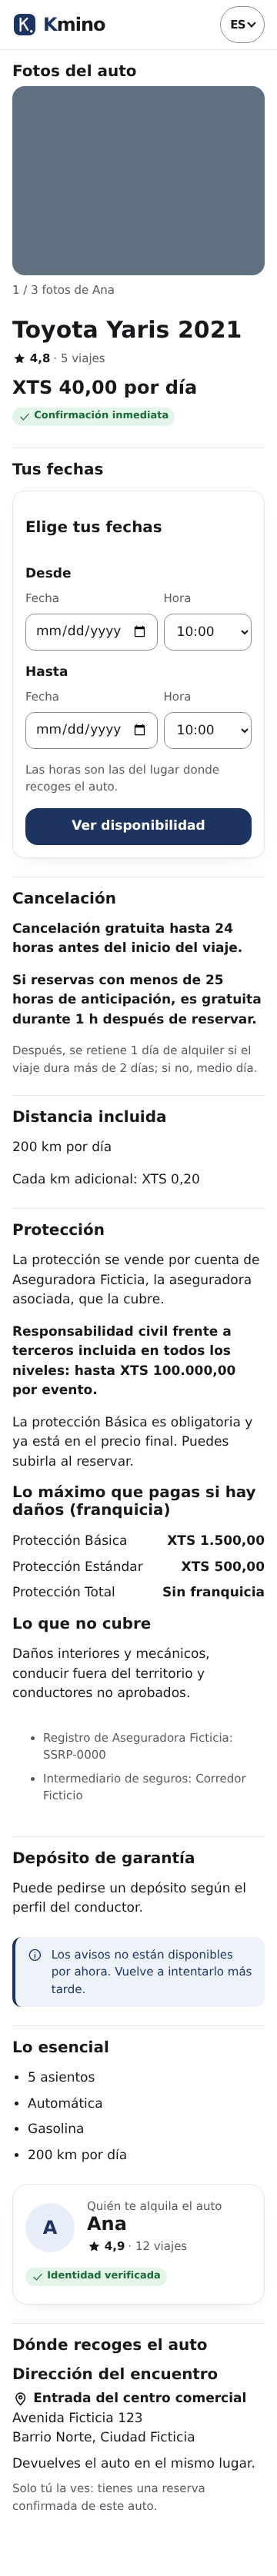 Kmino
ES
Fotos del auto
1 / 3 fotos de Ana
Toyota Yaris 2021
★ 4,8 · 5 viajes
XTS 40,00 por día
Confirmación inmediata
Tus fechas
Elige tus fechas
Desde
Fecha Hora
mm/dd/yyyy 10:00
Hasta
Fecha Hora
mm/dd/yyyy 10:00
Las horas son las del lugar donde
recoges el auto.
Ver disponibilidad
Cancelación
Cancelación gratuita hasta 24
horas antes del inicio del viaje.
Si reservas con menos de 25
horas de anticipación, es gratuita
durante 1 h después de reservar.
Después, se retiene 1 día de alquiler si el
viaje dura más de 2 días; si no, medio día.
Distancia incluida
200 km por día
Cada km adicional: XTS 0,20
Protección
La protección se vende por cuenta de
Aseguradora Ficticia, la aseguradora
asociada, que la cubre.
Responsabilidad civil frente a
terceros incluida en todos los
niveles: hasta XTS 100.000,00
por evento.
La protección Básica es obligatoria y
ya está en el precio final. Puedes
subirla al reservar.
Lo máximo que pagas si hay
daños (franquicia)
Protección Básica XTS 1.500,00
Protección Estándar XTS 500,00
Protección Total Sin franquicia
Lo que no cubre
Daños interiores y mecánicos,
conducir fuera del territorio y
conductores no aprobados.
• Registro de Aseguradora Ficticia:
SSRP-0000
• Intermediario de seguros: Corredor
Ficticio
Depósito de garantía
Puede pedirse un depósito según el
perfil del conductor.
Los avisos no están disponibles
por ahora. Vuelve a intentarlo más
tarde.
Lo esencial
• 5 asientos
• Automática
• Gasolina
• 200 km por día
A
Quién te alquila el auto
Ana
★ 4,9 · 12 viajes
Identidad verificada
Dónde recoges el auto
Dirección del encuentro
Entrada del centro comercial
Avenida Ficticia 123
Barrio Norte, Ciudad Ficticia
Devuelves el auto en el mismo lugar.
Solo tú la ves: tienes una reserva
confirmada de este auto.